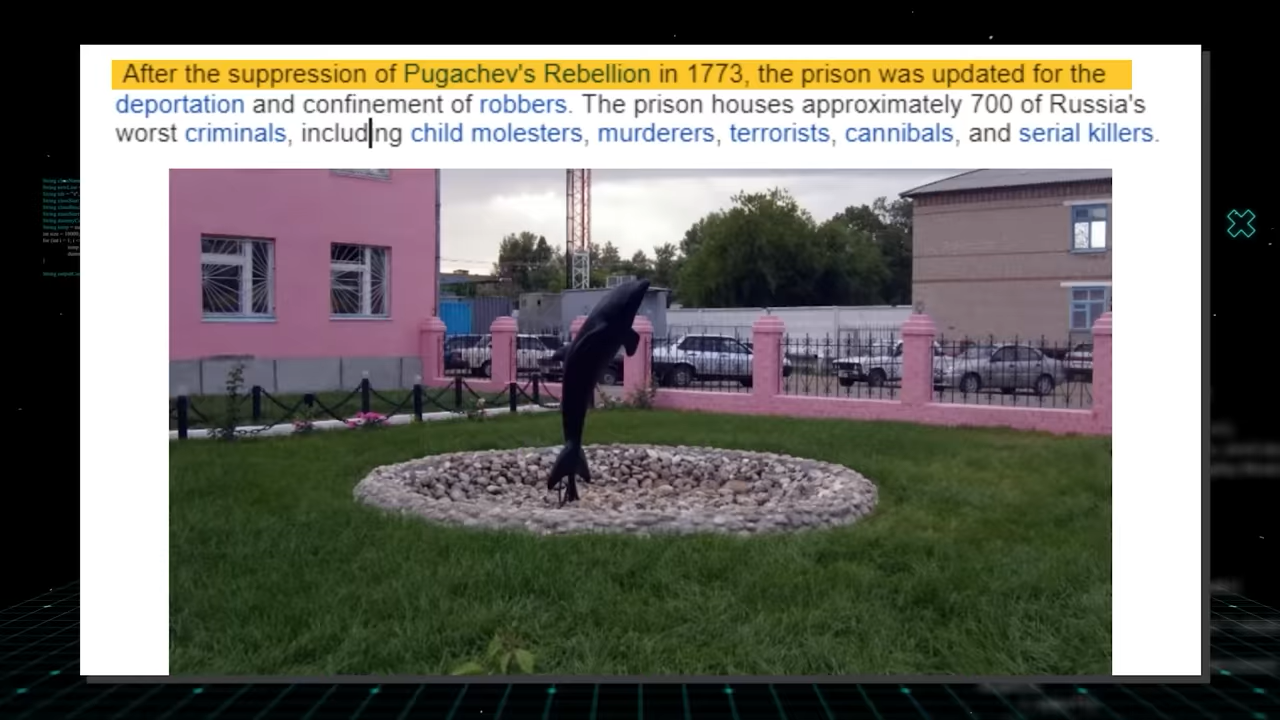 After the suppression of Pugachev's Rebellion in 1773, the prison was updated for the
deportation and confinement of robbers. The prison houses approximately 700 of Russia's
worst criminals, including child molesters, murderers, terrorists, cannibals, and serial killers.